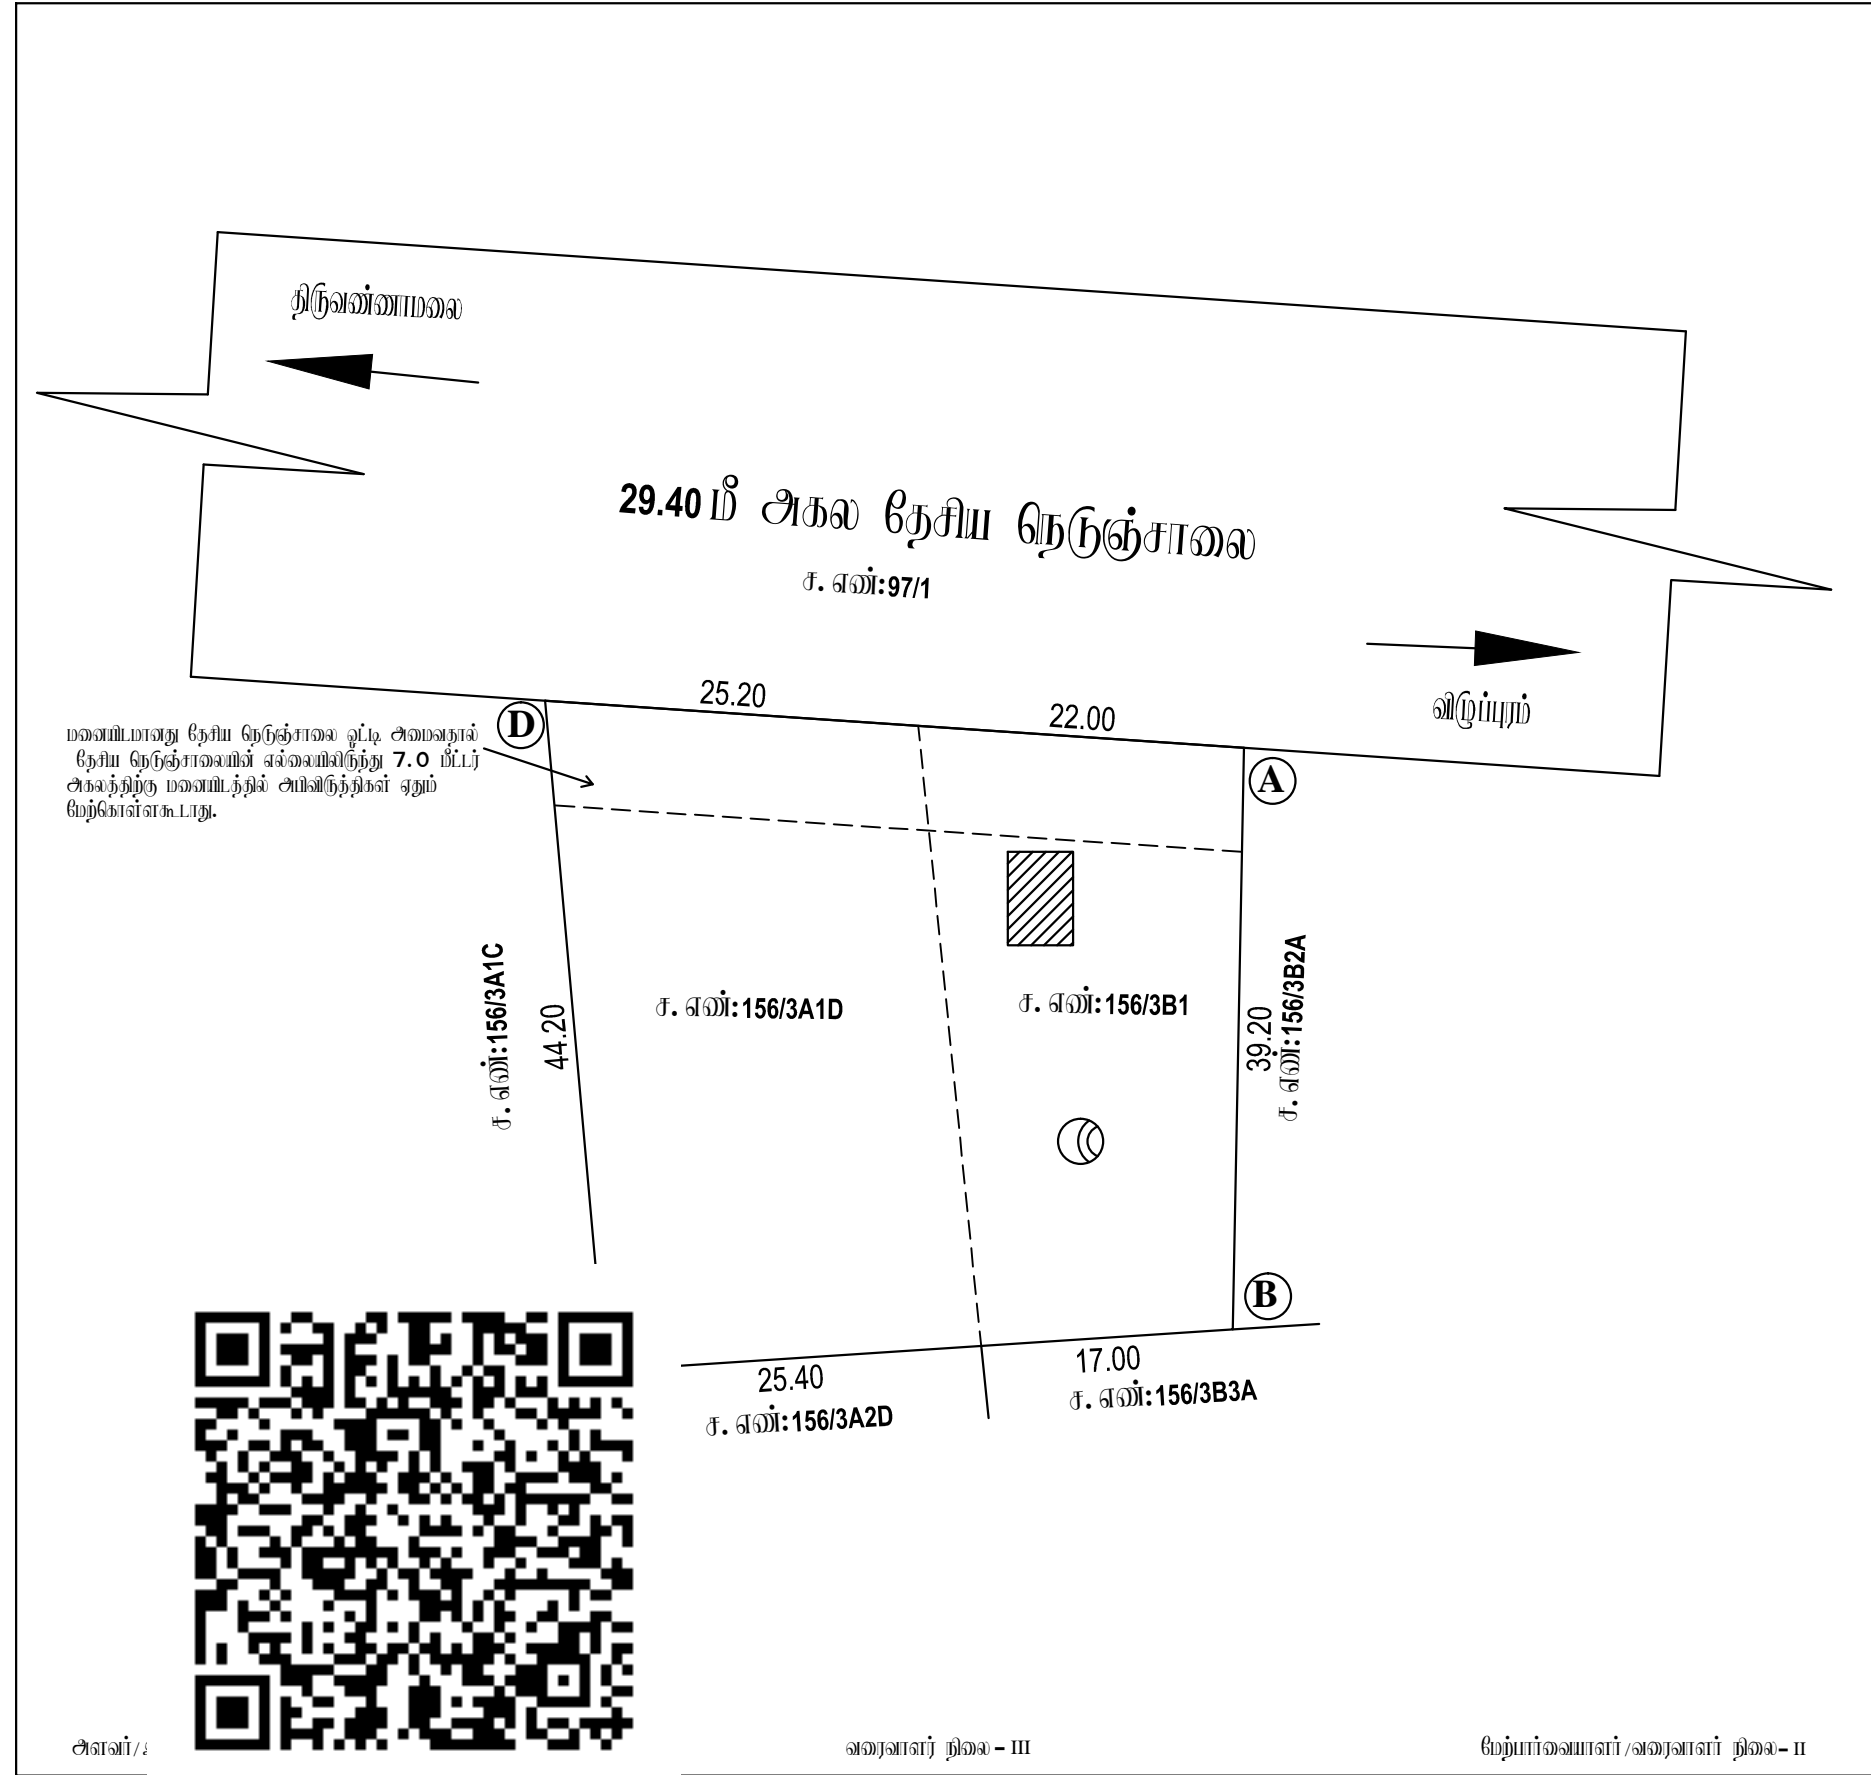 திருவண்ணாமலை
29.40 மீ அகல தேசிய நெடுஞ்சாலை
ச. எண்:97/1
விழுப்புரம்
25.20
22.00
D
A
மனையிடமானது தேசிய நெடுஞ்சாலை ஒட்டி அமைவதால்
தேசிய நெடுஞ்சாலையின் எல்லையிலிருந்து 7.0 மீட்டர்
அகலத்திற்கு மனையிடத்தில் அபிவிருத்திகள் ஏதும்
மேற்கொள்ளகூடாது.
ச. எண்:156/3A1C
44.20
ச. எண்:156/3A1D
ச. எண்:156/3B1
39.20
ச. எண்:156/3B2A
B
25.40
17.00
ச. எண்:156/3A2D
ச. எண்:156/3B3A
அளவர்/
வரைவாளர் நிலை – III
மேற்பார்வையாளர் /வரைவாளர் நிலை– II